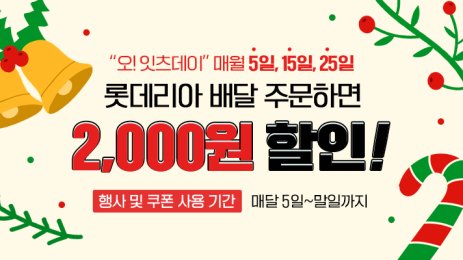 “오! 잇츠데이” 매월 5일, 15일, 25일
롯데리아 배달 주문하면
2,000원 할인!
행사 및 쿠폰 사용 기간 매달 5일~말일까지